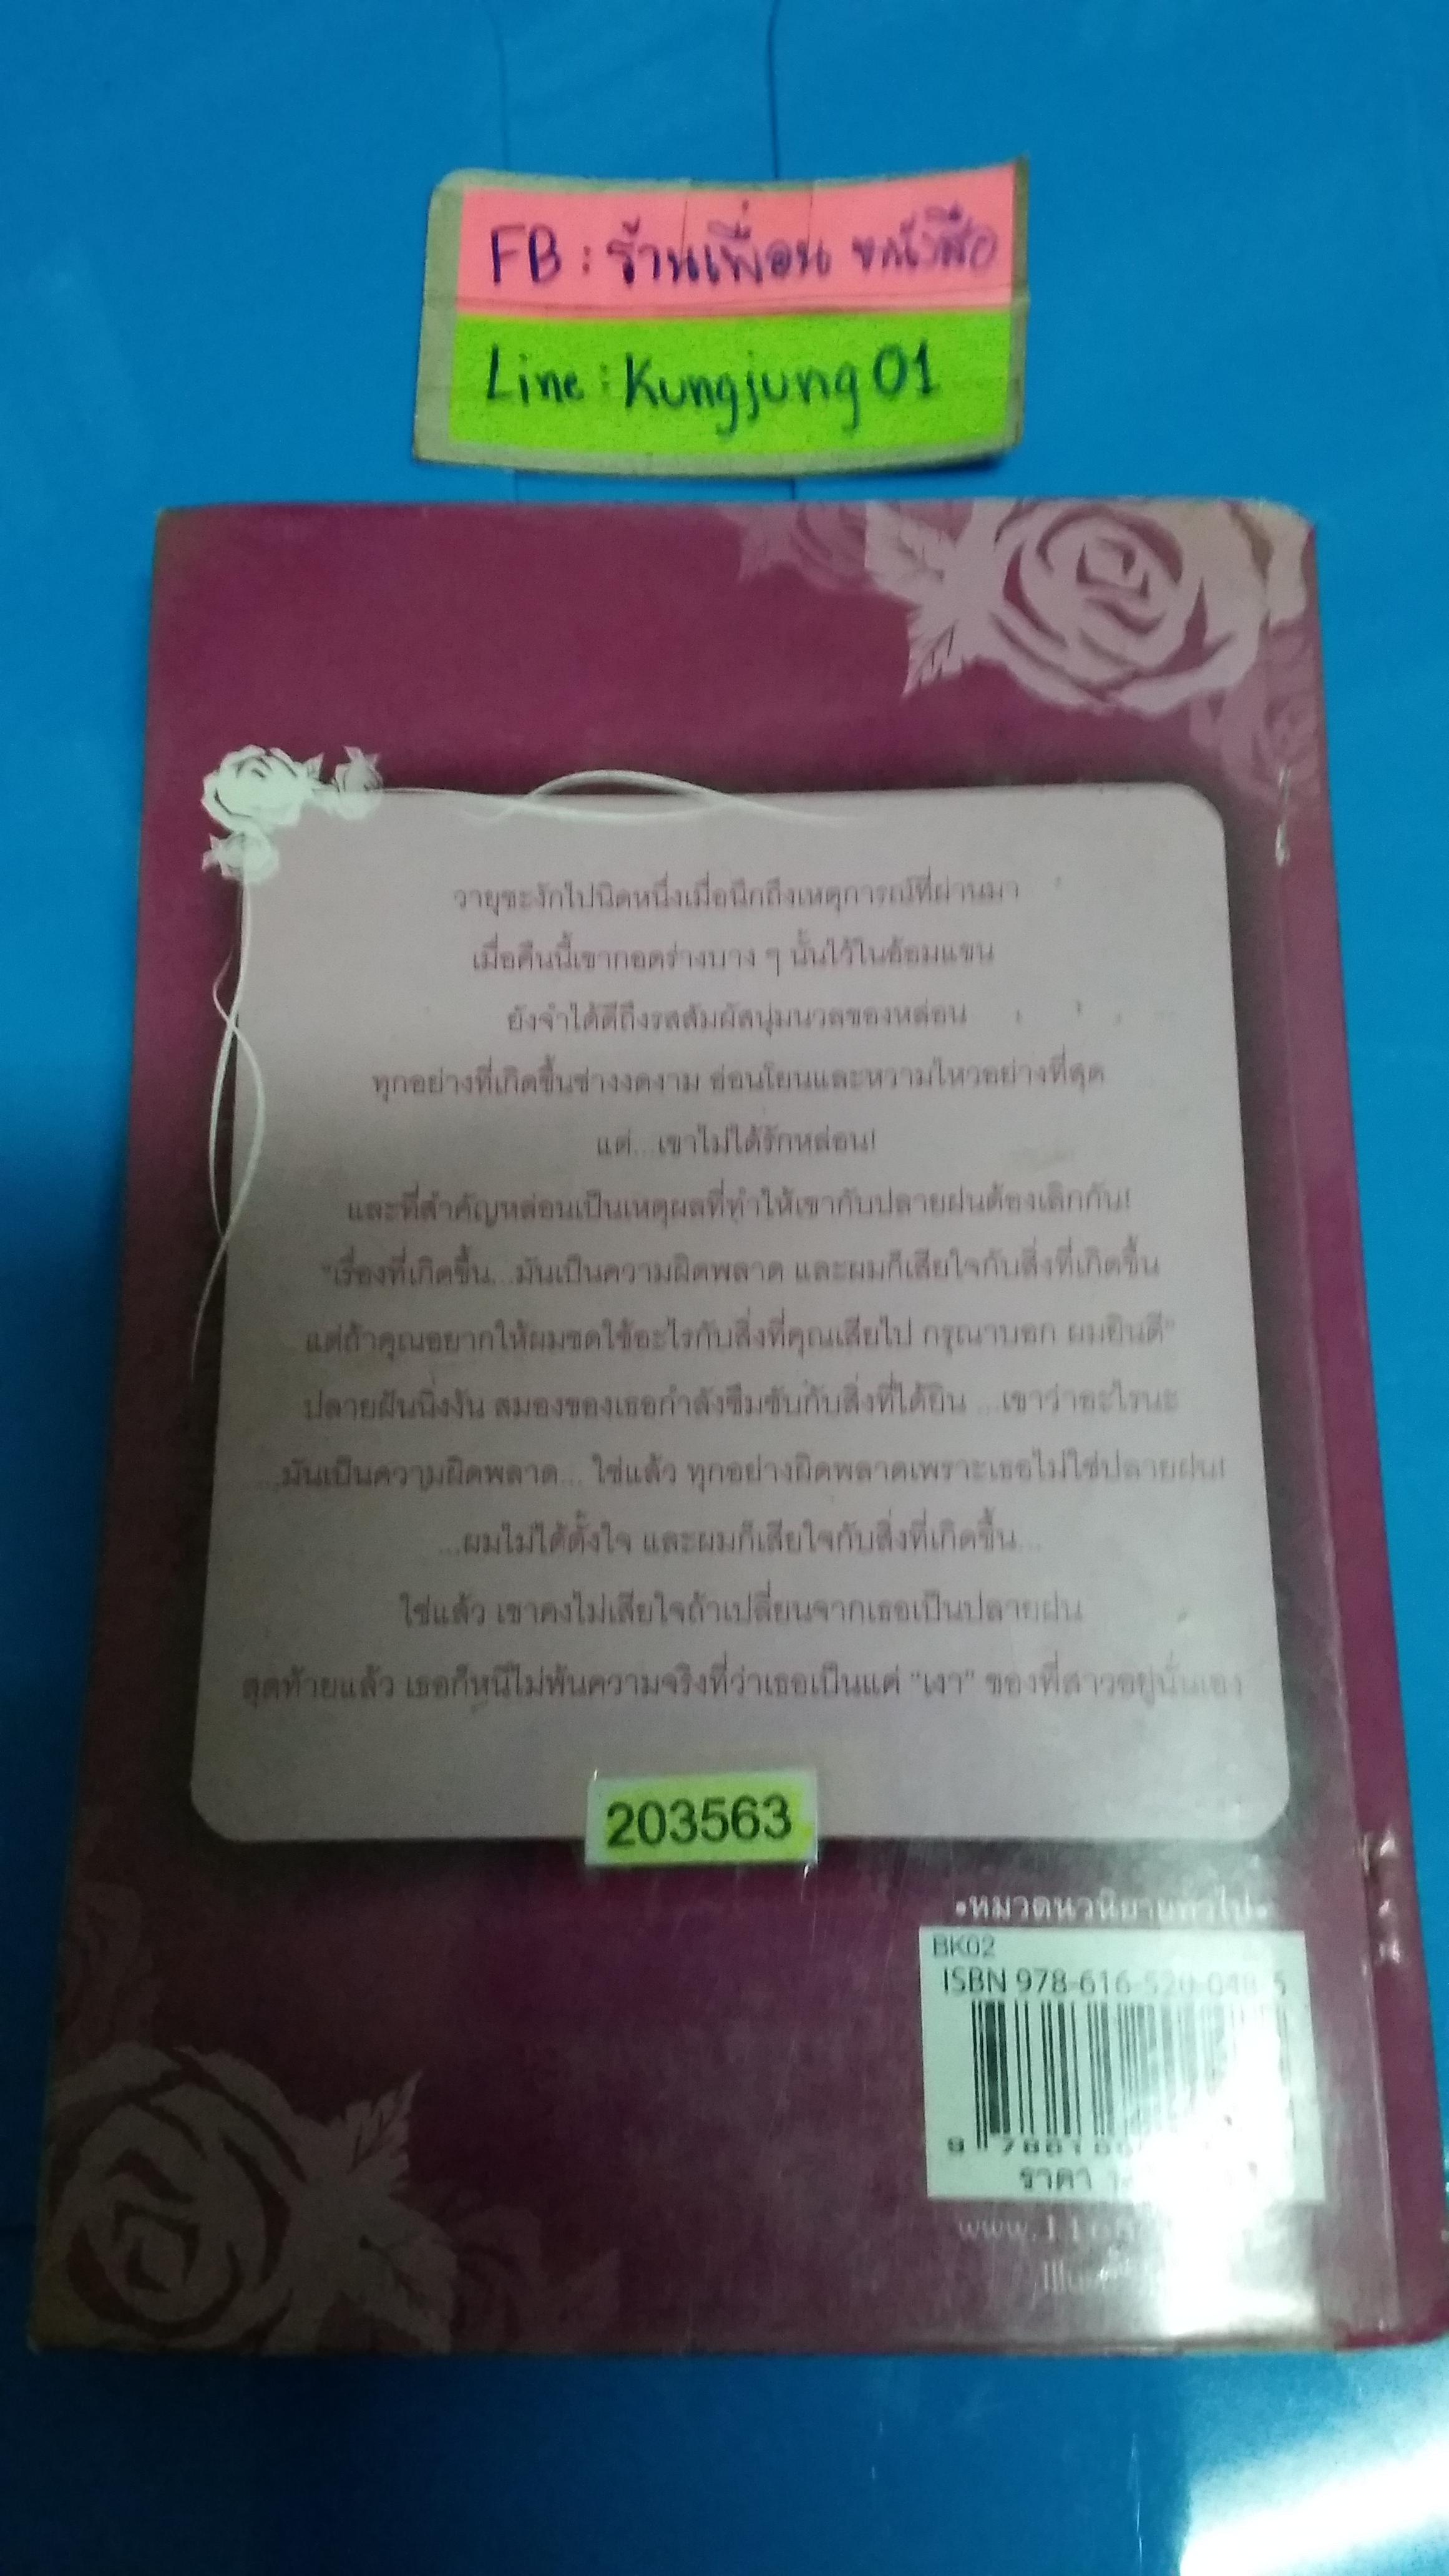 FB : ร้านเพื่อน หนังสือ
Line : Kungjung 01
วายุชะงักไปนิดหนึ่งเมื่อนึกถึงเหตุการณ์ที่ผ่านมา
เมื่อคืนนี้เขากอดร่างบาง ๆ นั้นไว้ในอ้อมแขน
ยังจำได้ดีถึงรสสัมผัสนุ่มนวลของหล่อน
ทุกอย่างที่เกิดขึ้นช่างงดงาม อ่อนโยนและหวามไหวอย่างที่สุด
แต่...เขาไม่ได้รักหล่อน!
และที่สำคัญหล่อนเป็นเหตุผลที่ทำให้เขากับปลายฝนต้องเลิกกัน!
"เรื่องที่เกิดขึ้น...มันเป็นความผิดพลาด และผมก็เสียใจกับสิ่งที่เกิดขึ้น
แต่ถ้าคุณอยากให้ผมชดใช้อะไรกับสิ่งที่คุณเสียไป กรุณาบอก ผมยินดี"
ปลายฝันนิ่งงัน สมองของเธอกำลังซึมซับกับสิ่งที่ได้ยิน ...เขาว่าอะไรนะ
...มันเป็นความผิดพลาด... ใช่แล้ว ทุกอย่างผิดพลาดเพราะเธอไม่ใช่ปลายฝน!
...ผมไม่ได้ตั้งใจ และผมก็เสียใจกับสิ่งที่เกิดขึ้น...
ใช่แล้ว เขาคงไม่เสียใจถ้าเปลี่ยนจากเธอเป็นปลายฝน
สุดท้ายแล้ว เธอก็หนีไม่พ้นความจริงที่ว่าเธอเป็นแค่ "เงา" ของพี่สาวอยู่นั่นเอง
203563
•หมวดนวนิยายทั่วไป•
BK02
ISBN 978-616-520-048-5
ราคา